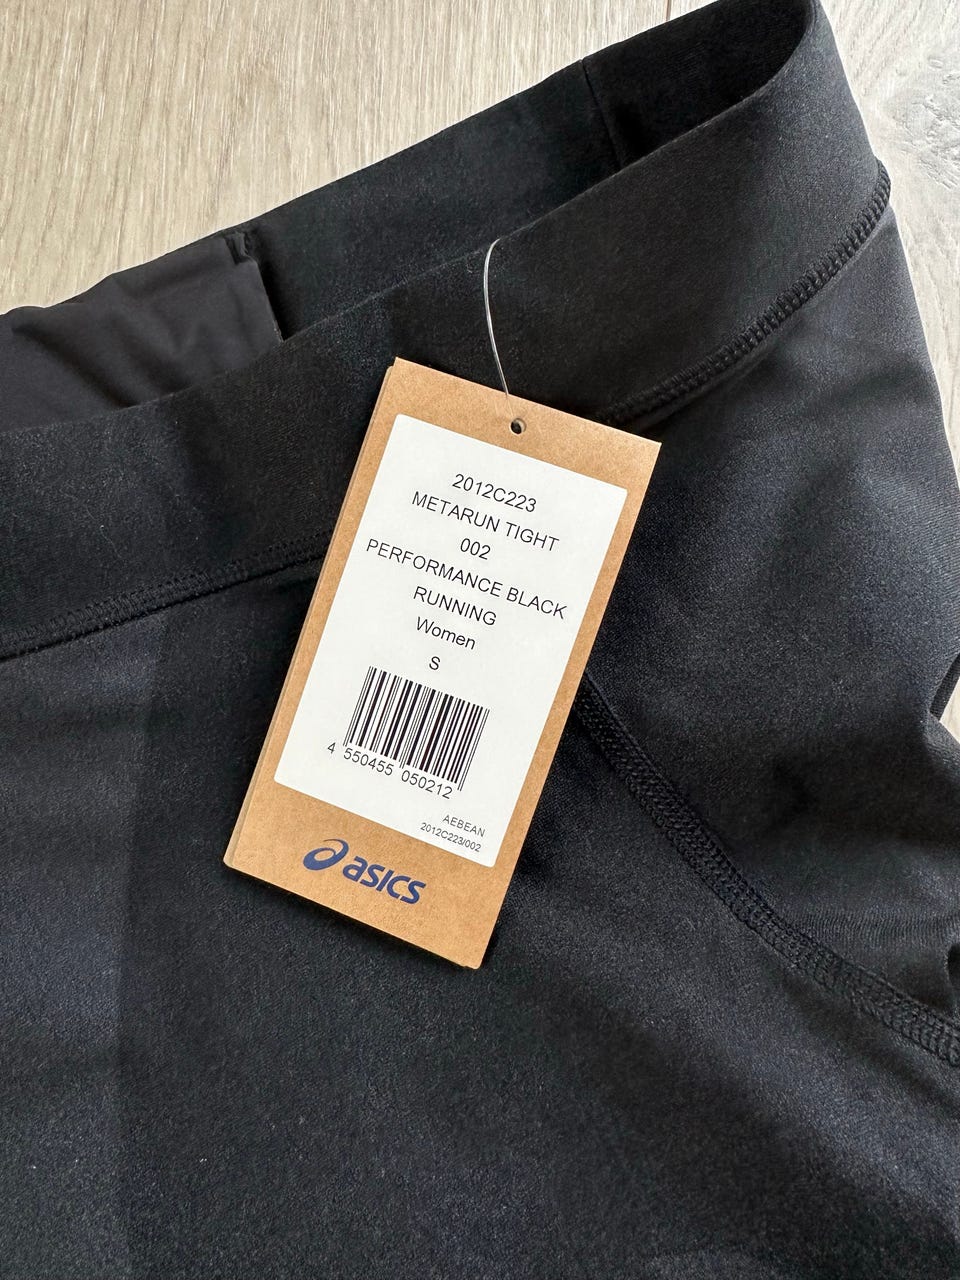 2012C223
METARUN TIGHT
002
PERFORMANCE BLACK
RUNNING
Women
S
4 550455 050212
AEBEAN
2012C223/002
asics